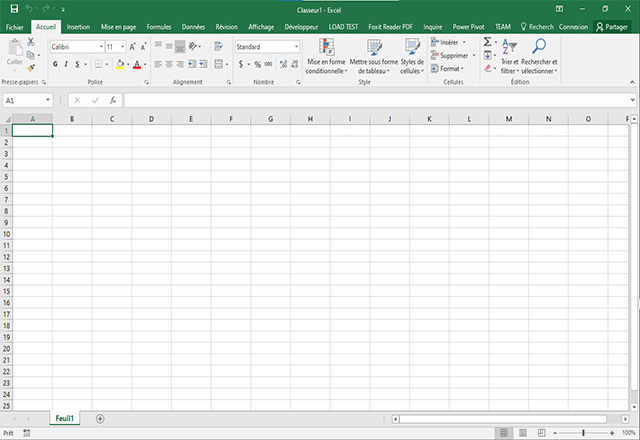 Classeur1 - Excel
Fichier Accueil Insertion Mise en page Formules Données Révision Affichage Développeur LOAD TEST Foxit Reader PDF Inquire Power Pivot TEAM Recherch Connexion Partager
Coller Calibri 11 A A Standard Mise en forme conditionnelle Mettre sous forme de tableau Styles de cellules Insérer Supprimer Format Trier et filtrer Rechercher et sélectionner
G I S A $ % 000
Presse-papiers Police Alignement Nombre Style Cellules Édition
A1 fx
A B C D E F G H I J K L M N O P
1
2
3
4
5
6
7
8
9
10
11
12
13
14
15
16
17
18
19
20
21
22
23
24
25
Feuil1
Prêt 100%